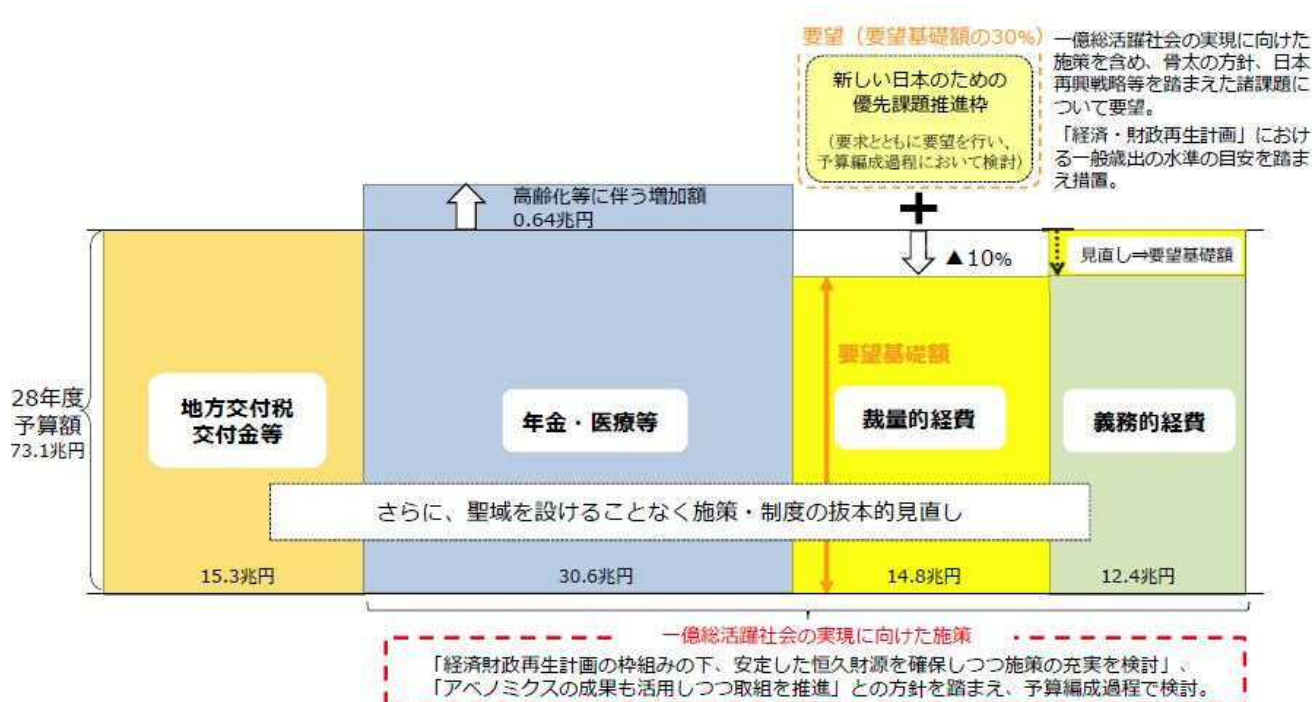 要望（要望基礎額の30%）
新しい日本のための
優先課題推進枠
（要求とともに要望を行い、
予算編成過程において検討）
一億総活躍社会の実現に向けた
施策を含め、骨太の方針、日本
再興戦略等を踏まえた諸課題に
ついて要望。
「経済・財政再生計画」におけ
る一般歳出の水準の目安を踏ま
え措置。
高齢化等に伴う増加額
0.64兆円
+
▲10%
見直し⇒要望基礎額
要望基礎額
28年度
予算額
73.1兆円
地方交付税
交付金等
年金・医療等
裁量的経費
義務的経費
さらに、聖域を設けることなく施策・制度の抜本的見直し
15.3兆円
30.6兆円
14.8兆円
12.4兆円
一億総活躍社会の実現に向けた施策
「経済財政再生計画の枠組みの下、安定した恒久財源を確保しつつ施策の充実を検討」、
「アベノミクスの成果も活用しつつ取組を推進」との方針を踏まえ、予算編成過程で検討。